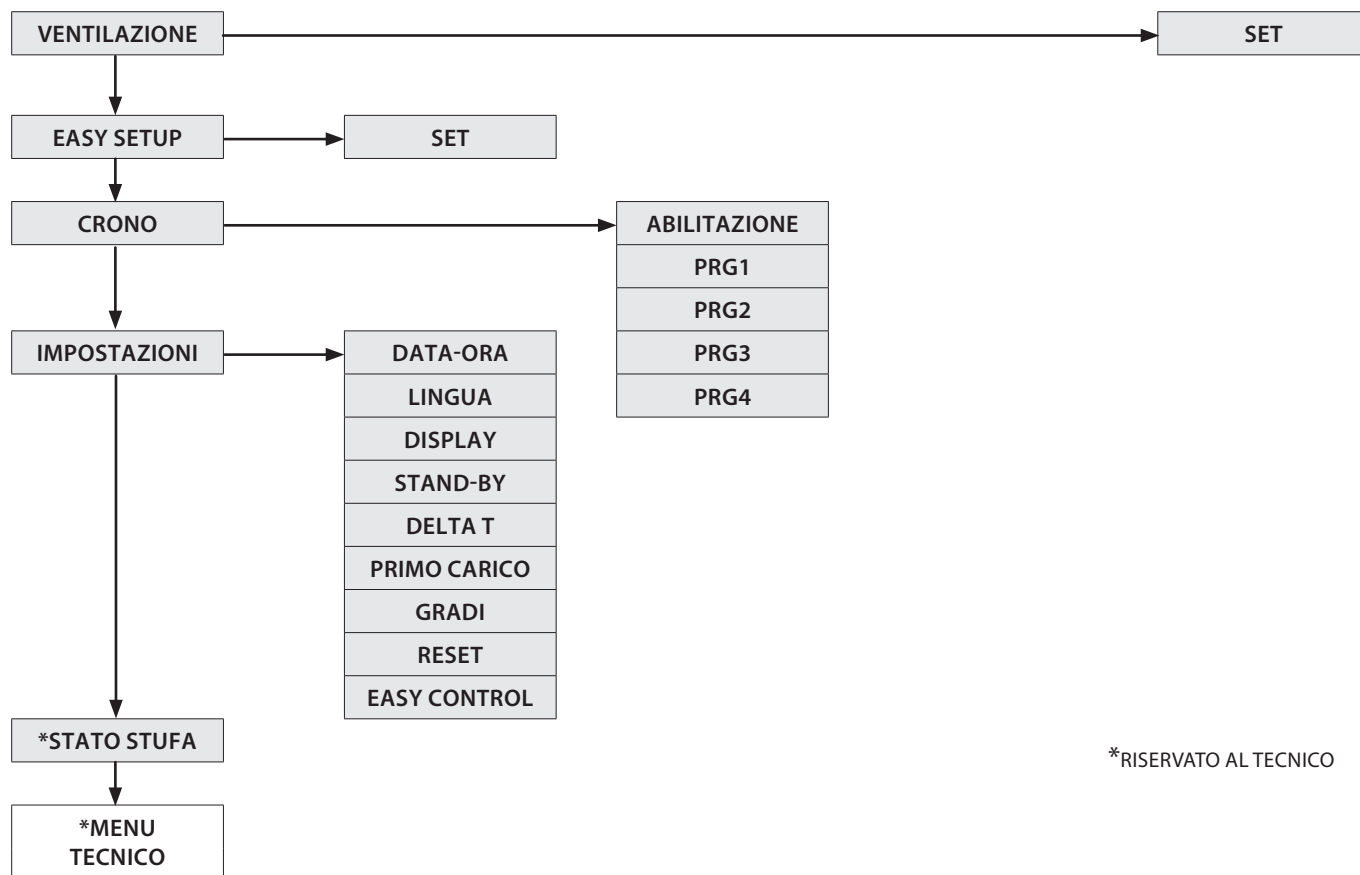 VENTILAZIONE
SET
EASY SETUP
SET
CRONO
ABILITAZIONE
PRG1
PRG2
PRG3
PRG4
IMPOSTAZIONI
DATA-ORA
LINGUA
DISPLAY
STAND-BY
DELTA T
PRIMO CARICO
GRADI
RESET
EASY CONTROL
*STATO STUFA
*MENU
TECNICO
*RISERVATO AL TECNICO